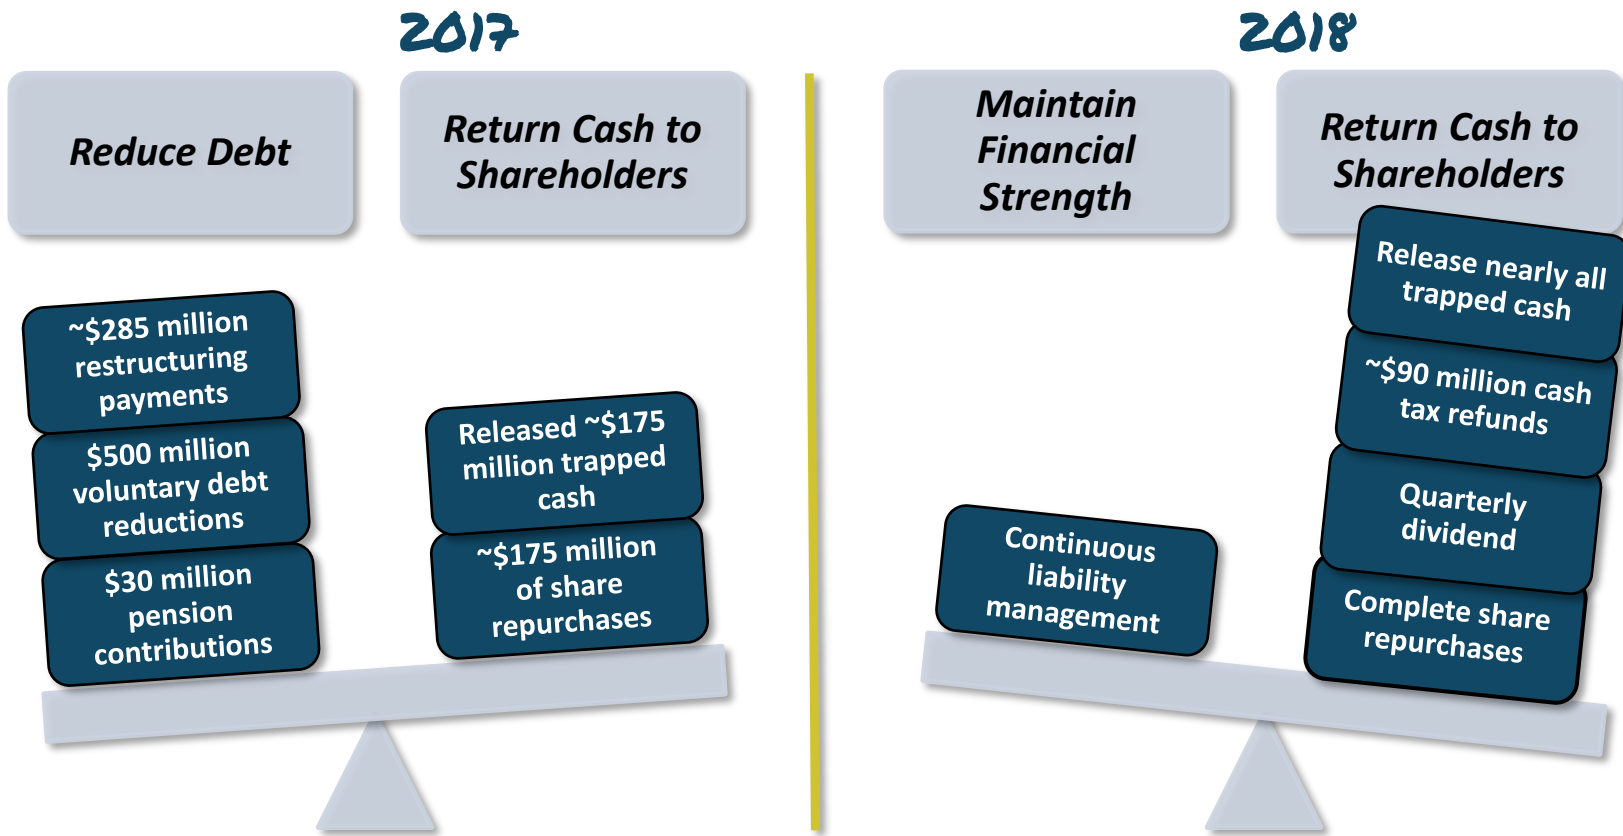 2017
Reduce Debt
Return Cash to
Shareholders
~$285 million
restructuring
payments
$500 million
voluntary debt
reductions
$30 million
pension
contributions
Released ~$175
million trapped
cash
~$175 million
of share
repurchases
2018
Maintain
Financial
Strength
Return Cash to
Shareholders
Continuous
liability
management
Release nearly all
trapped cash
~$90 million cash
tax refunds
Quarterly
dividend
Complete share
repurchases